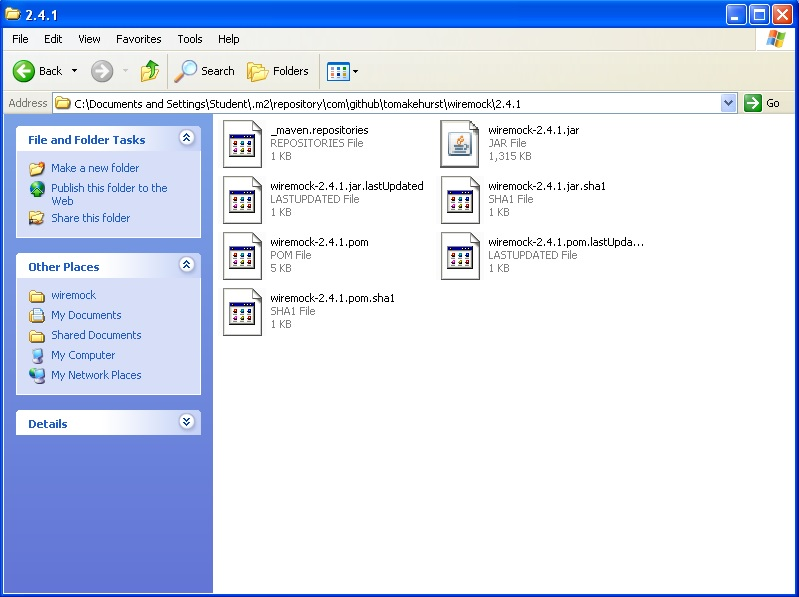 2.4.1
File Edit View Favorites Tools Help
Back Search Folders
Address C:\Documents and Settings\Student\.m2\repository\com\github\tomakehurst\wiremock\2.4.1 Go
File and Folder Tasks
Make a new folder
Publish this folder to the
Web
Share this folder
Other Places
wiremock
My Documents
Shared Documents
My Computer
My Network Places
Details
_maven.repositories
REPOSITORIES File
1 KB
wiremock-2.4.1.jar
JAR File
1,315 KB
wiremock-2.4.1.jar.lastUpdated
LASTUPDATED File
1 KB
wiremock-2.4.1.jar.sha1
SHA1 File
1 KB
wiremock-2.4.1.pom
POM File
5 KB
wiremock-2.4.1.pom.lastUpda...
LASTUPDATED File
1 KB
wiremock-2.4.1.pom.sha1
SHA1 File
1 KB